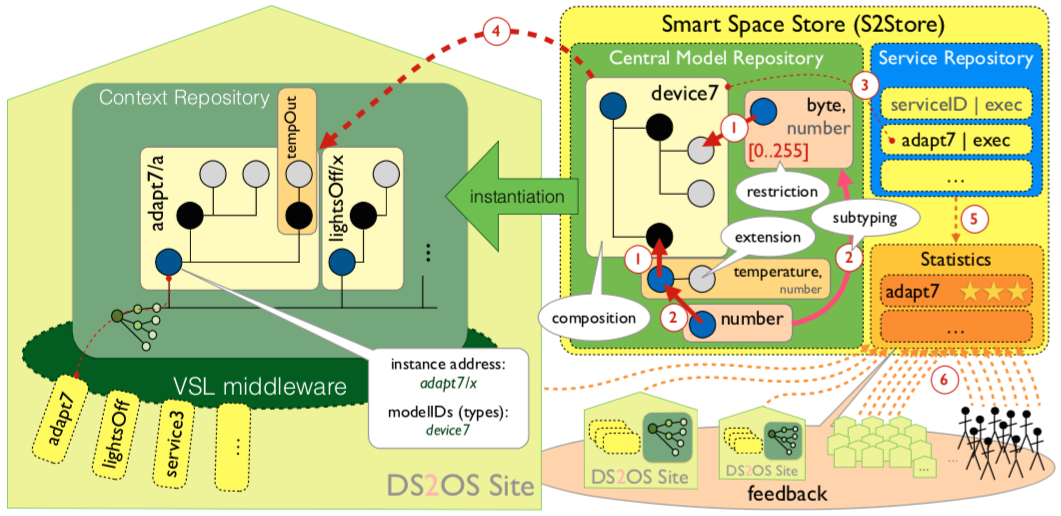 Smart Space Store (S2Store)
Central Model Repository
Service Repository
device7
byte,
number
[0..255]
restriction
subtyping
extension
temperature,
number
number
composition
1
1
2
2
3
4
5
6
serviceID | exec
adapt7 | exec
...
Statistics
adapt7
...
instantiation
Context Repository
tempOut
adapt7/a
lightsOff/x
...
VSL middleware
adapt7
lightsOff
service3
...
instance address:
adapt7/x
modelIDs (types):
device7
DS2OS Site
DS2OS Site
DS2OS Site
...
...
feedback